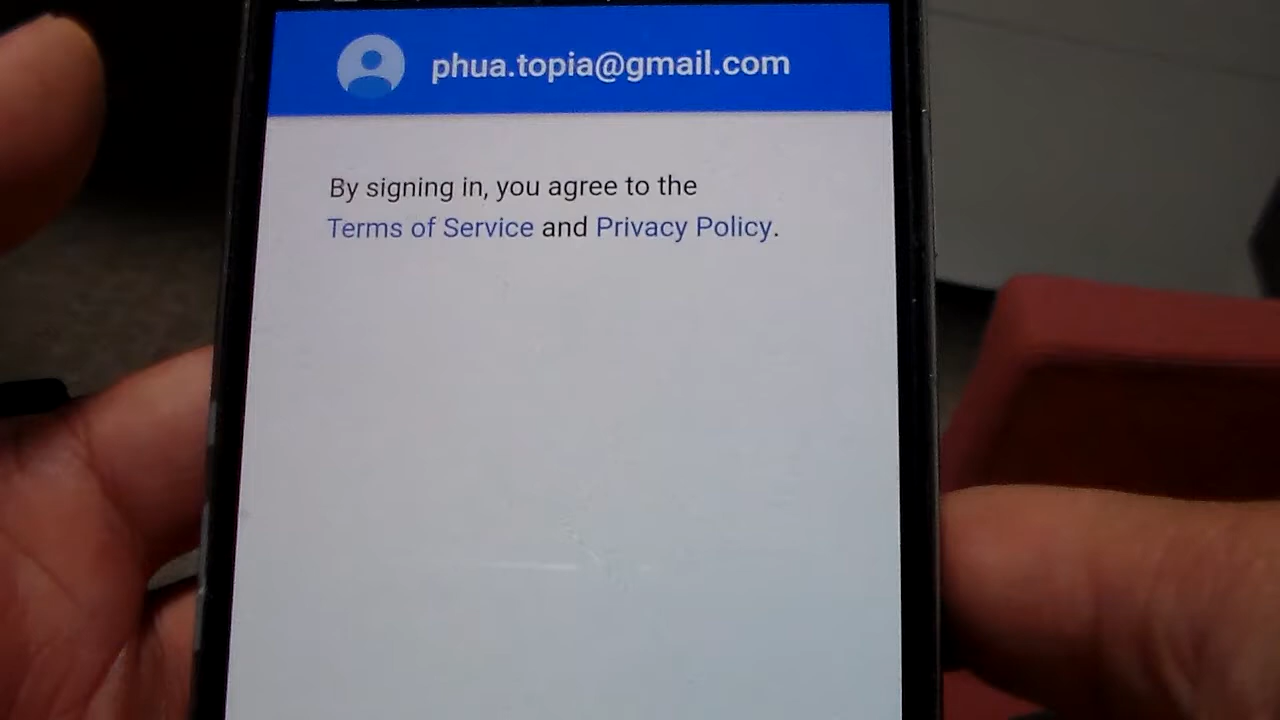 phua.topia@gmail.com
By signing in, you agree to the
Terms of Service and Privacy Policy.